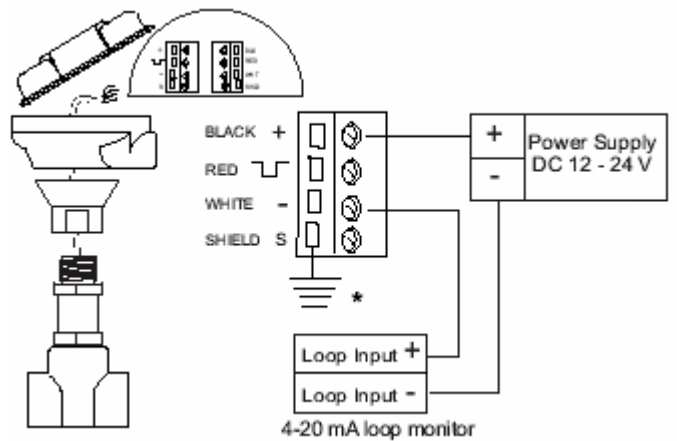 BLACK +
RED
WHITE -
SHIELD S
*
+
-
Power Supply
DC 12 - 24 V
Loop Input +
Loop Input -
4-20 mA loop monitor